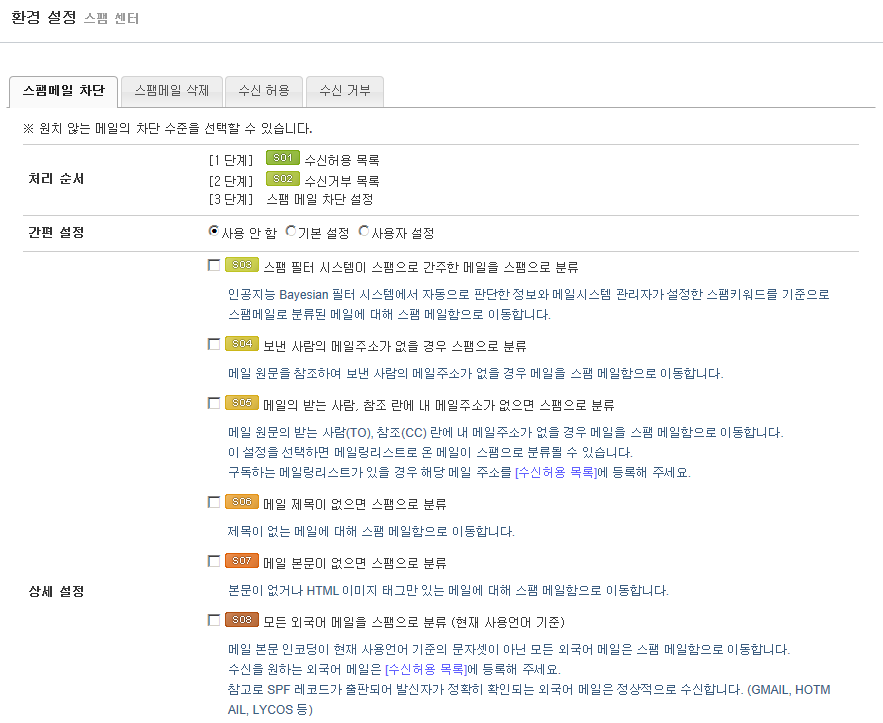 환경 설정 스팸 센터
스팸메일 차단 스팸메일 삭제 수신 허용 수신 거부
※ 원치 않는 메일의 차단 수준을 선택할 수 있습니다.
처리 순서
[1 단계] S01 수신허용 목록
[2 단계] S02 수신거부 목록
[3 단계] 스팸 메일 차단 설정
간편 설정 사용 안 함 기본 설정 사용자 설정
S03 스팸 필터 시스템이 스팸으로 간주한 메일을 스팸으로 분류
인공지능 Bayesian 필터 시스템에서 자동으로 판단한 정보와 메일시스템 관리자가 설정한 스팸키워드를 기준으로
스팸메일로 분류된 메일에 대해 스팸 메일함으로 이동합니다.
S04 보낸 사람의 메일주소가 없을 경우 스팸으로 분류
메일 원문을 참조하여 보낸 사람의 메일주소가 없을 경우 메일을 스팸 메일함으로 이동합니다.
S05 메일의 받는 사람, 참조 란에 내 메일주소가 없으면 스팸으로 분류
메일 원문의 받는 사람(TO), 참조(CC) 란에 내 메일주소가 없을 경우 메일을 스팸 메일함으로 이동합니다.
이 설정을 선택하면 메일링리스트로 온 메일이 스팸으로 분류될 수 있습니다.
구독하는 메일링리스트가 있을 경우 해당 메일 주소를 [수신허용 목록]에 등록해 주세요.
S06 메일 제목이 없으면 스팸으로 분류
제목이 없는 메일에 대해 스팸 메일함으로 이동합니다.
S07 메일 본문이 없으면 스팸으로 분류
상세 설정
본문이 없거나 HTML 이미지 태그만 있는 메일에 대해 스팸 메일함으로 이동합니다.
S08 모든 외국어 메일을 스팸으로 분류 (현재 사용언어 기준)
메일 본문 인코딩이 현재 사용언어 기준의 문자셋이 아닌 모든 외국어 메일은 스팸 메일함으로 이동합니다.
수신을 원하는 외국어 메일은 [수신허용 목록]에 등록해 주세요.
참고로 SPF 레코드가 출판되어 발신자가 정확히 확인되는 외국어 메일은 정상적으로 수신합니다. (GMAIL, HOTM
AIL, LYCOS 등)